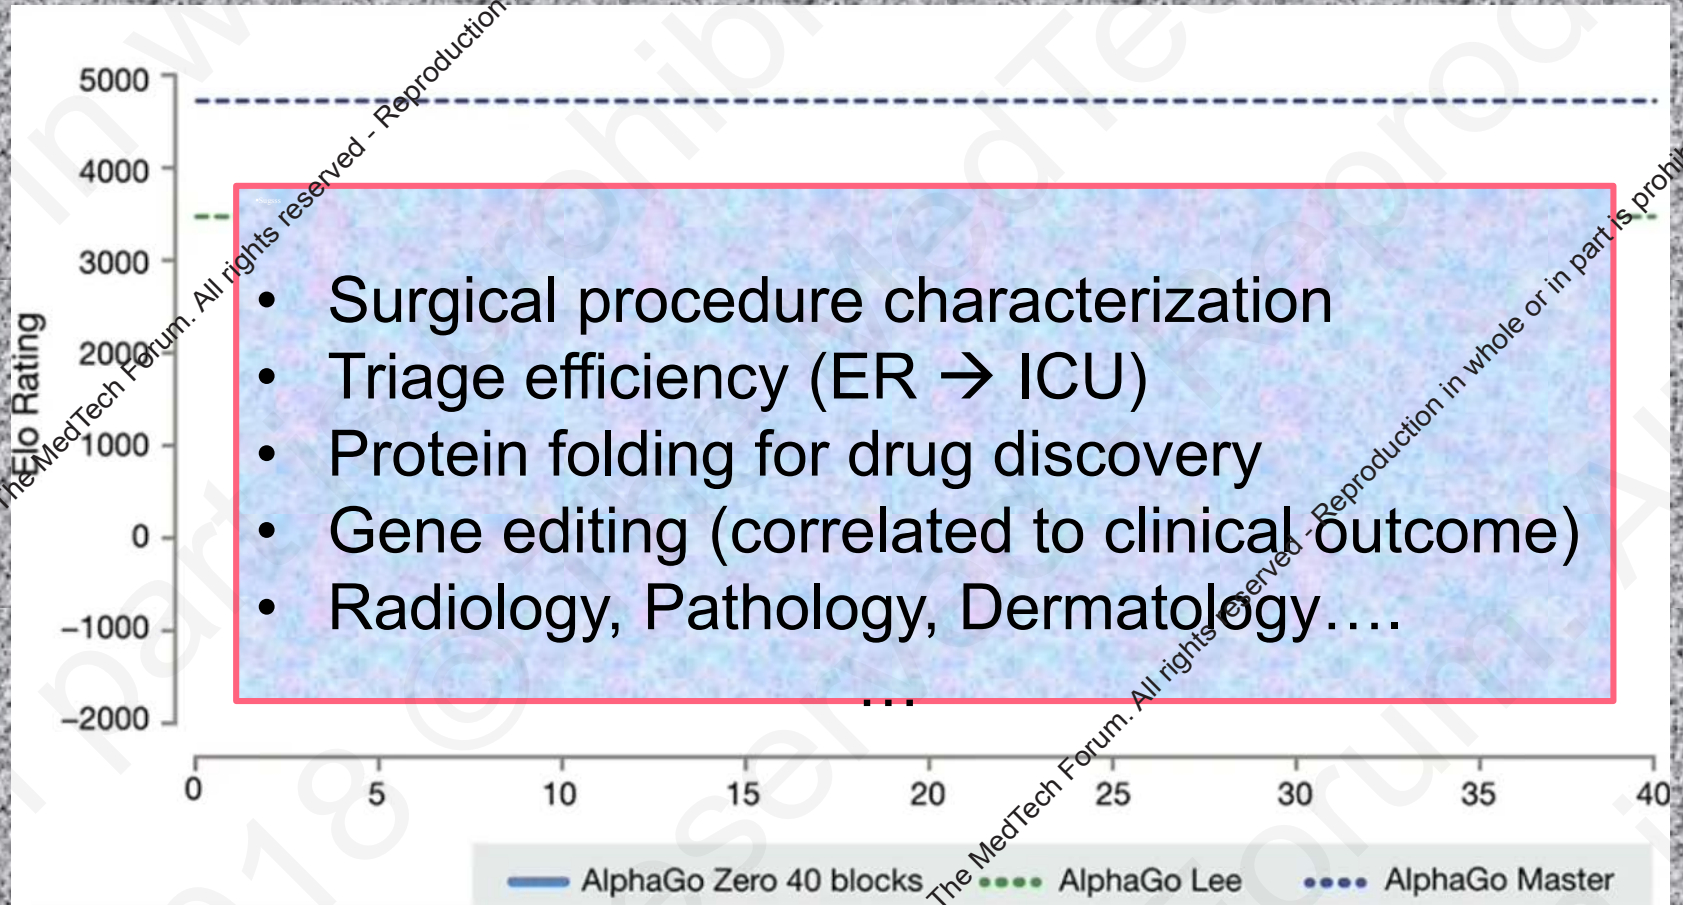 5000
4000
3000
2000
1000
0
−1000
−2000
Elo Rating
• Surgical procedure characterization
• Triage efficiency (ER → ICU)
• Protein folding for drug discovery
• Gene editing (correlated to clinical outcome)
• Radiology, Pathology, Dermatology….
…
0 5 10 15 20 25 30 35 40
AlphaGo Zero 40 blocks AlphaGo Lee AlphaGo Master
The MedTech Forum. All rights reserved - Reproduction
The MedTech Forum. All rights reserved - Reproduction in whole or in part is prohib